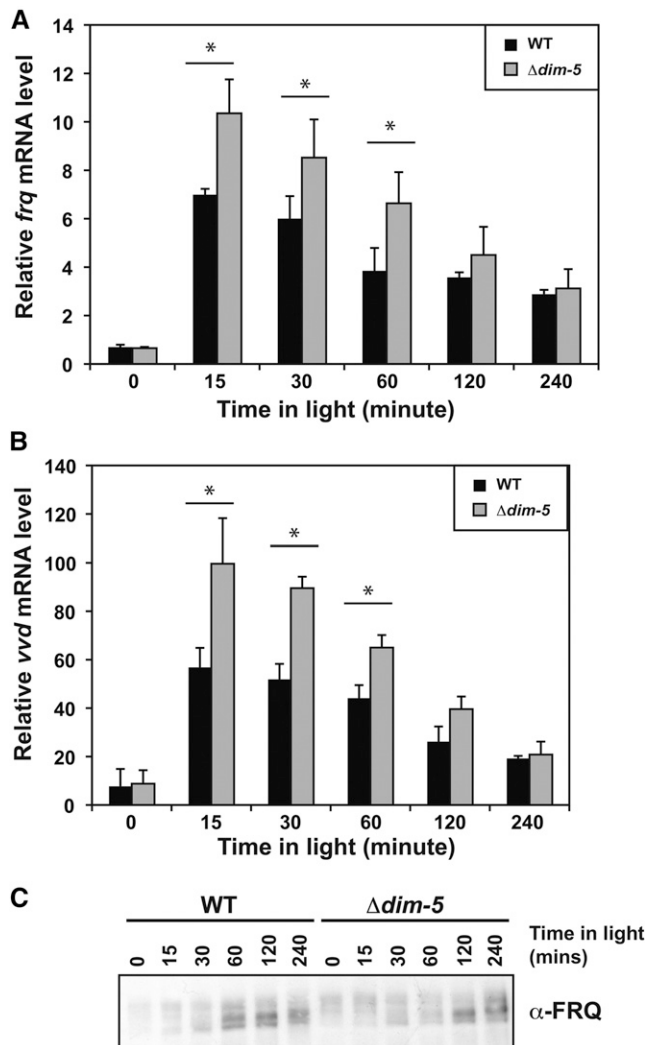 A
Relative frq mRNA level
14
12
10
8
6
4
2
0
WT
Δdim-5
*
*
*
0 15 30 60 120 240
Time in light (minute)
B
Relative vvd mRNA level
140
120
100
80
60
40
20
0
WT
Δdim-5
*
*
*
0 15 30 60 120 240
Time in light (minute)
C
WT Δdim-5
0 15 30 60 120 240 0 15 30 60 120 240 Time in light
(mins)
α-FRQ